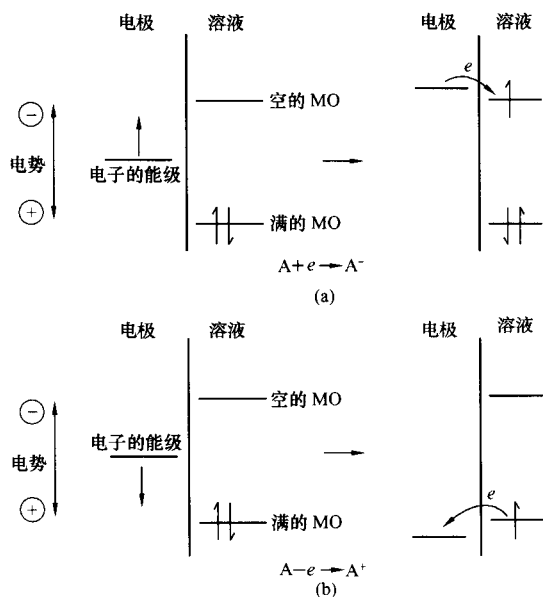 电极 溶液 电极 溶液
e
⊖ 空的 MO
电势 电子的能级
⊕ 满的 MO
A+e→A⁻
(a)
电极 溶液 电极 溶液
⊖ 空的 MO
电子的能级
电势
⊕ 满的 MO e
A−e→A⁺
(b)